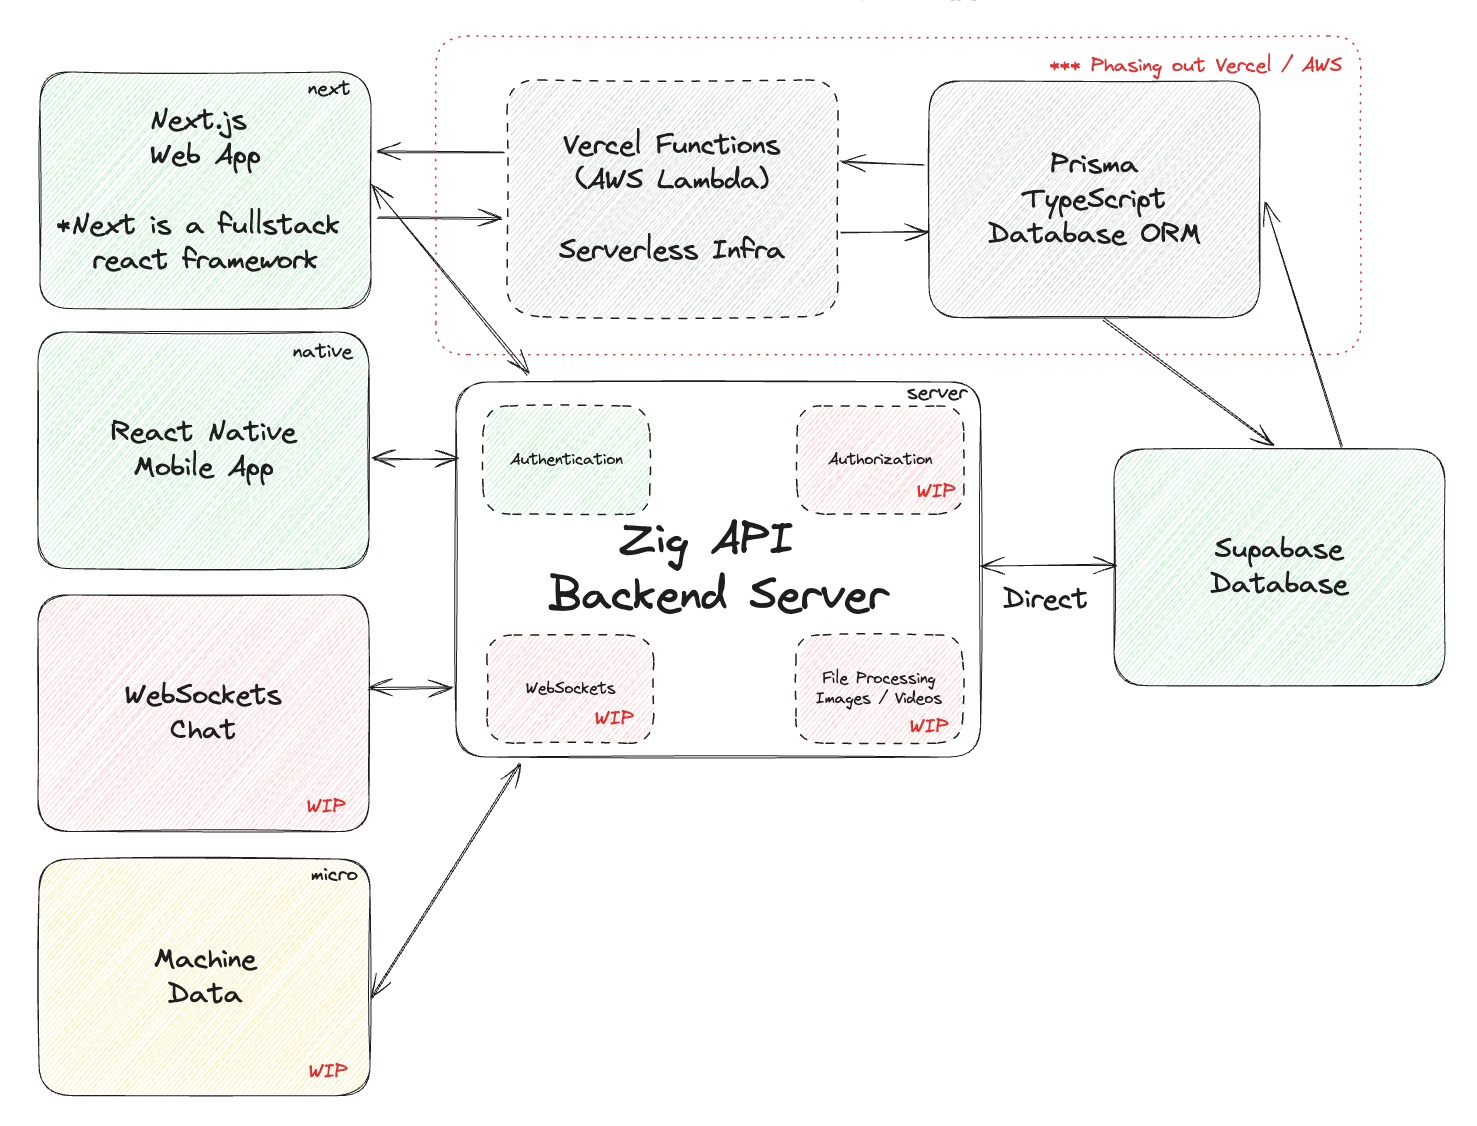 *** Phasing out Vercel / AWS
next
Next.js
Web App
*Next is a fullstack
react framework
Vercel Functions
(AWS Lambda)
Serverless Infra
Prisma
TypeScript
Database ORM
native
React Native
Mobile App
server
Authentication
Authorization
WIP
Zig API
Backend Server
WebSockets
WIP
File Processing
Images / Videos
WIP
Direct
Supabase
Database
WebSockets
Chat
WIP
micro
Machine
Data
WIP